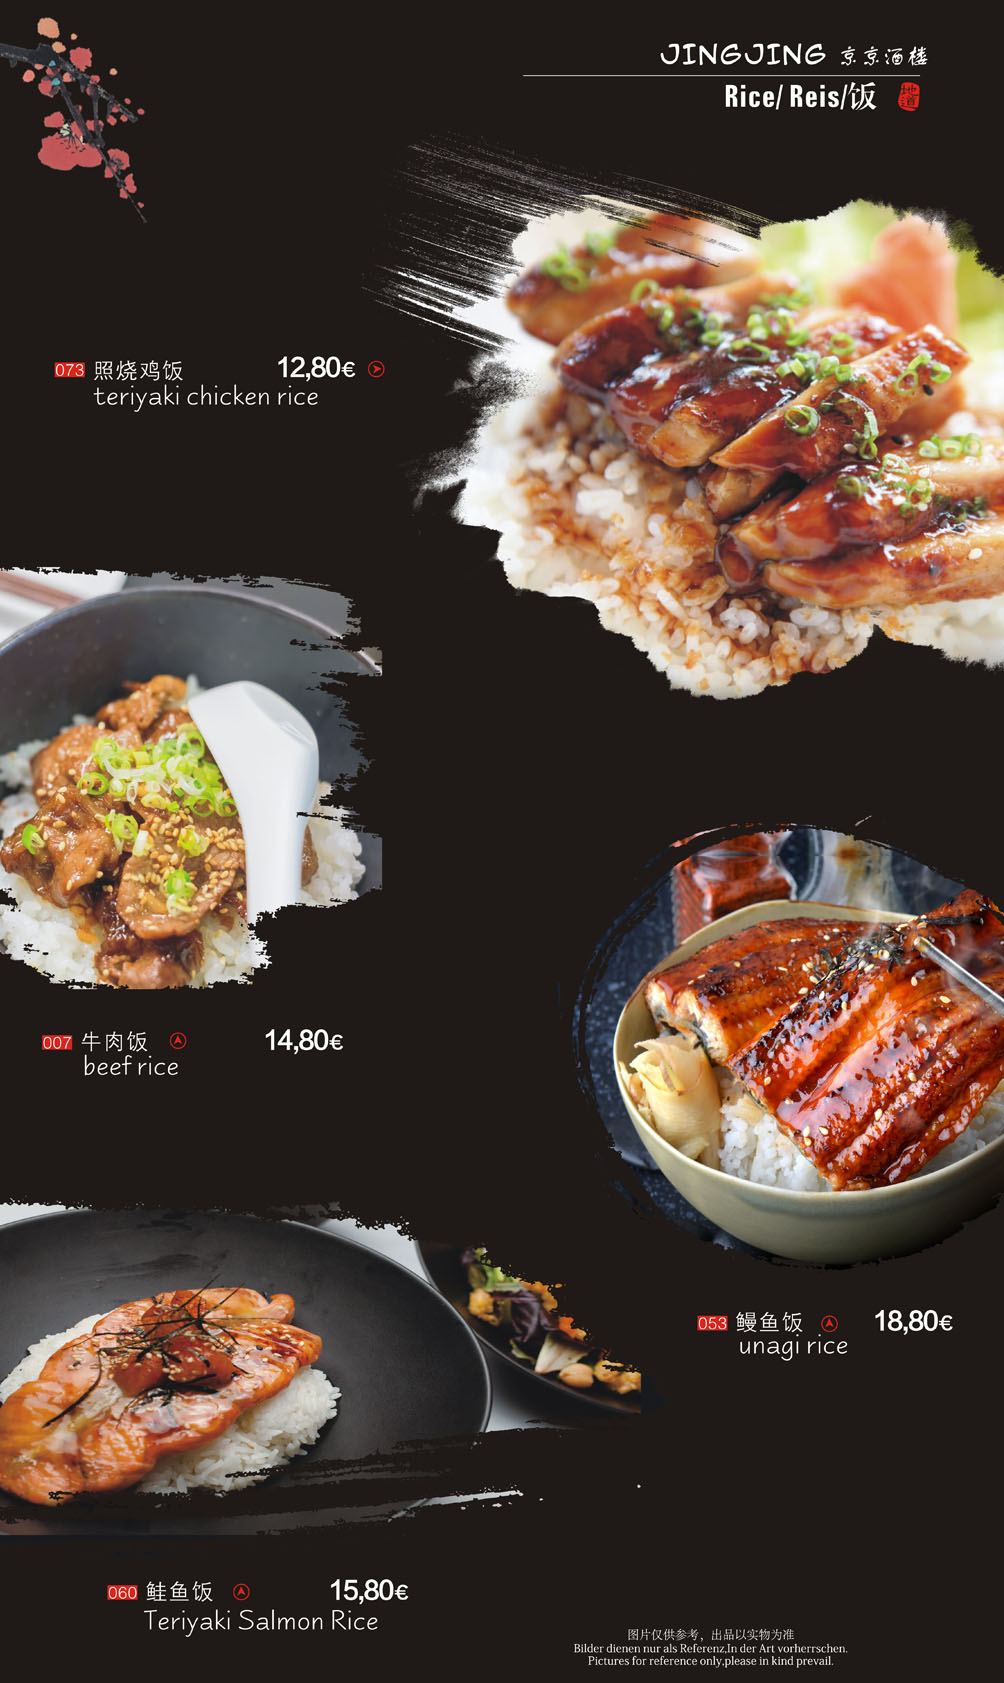 JINGJING 京京酒楼
Rice/ Reis/饭 地道
073 照烧鸡饭 12,80€
teriyaki chicken rice
007 牛肉饭 14,80€
beef rice
053 鳗鱼饭 18,80€
unagi rice
060 鲑鱼饭 15,80€
Teriyaki Salmon Rice
图片仅供参考，出品以实物为准
Bilder dienen nur als Referenz,In der Art vorherrschen.
Pictures for reference only,please in kind prevail.